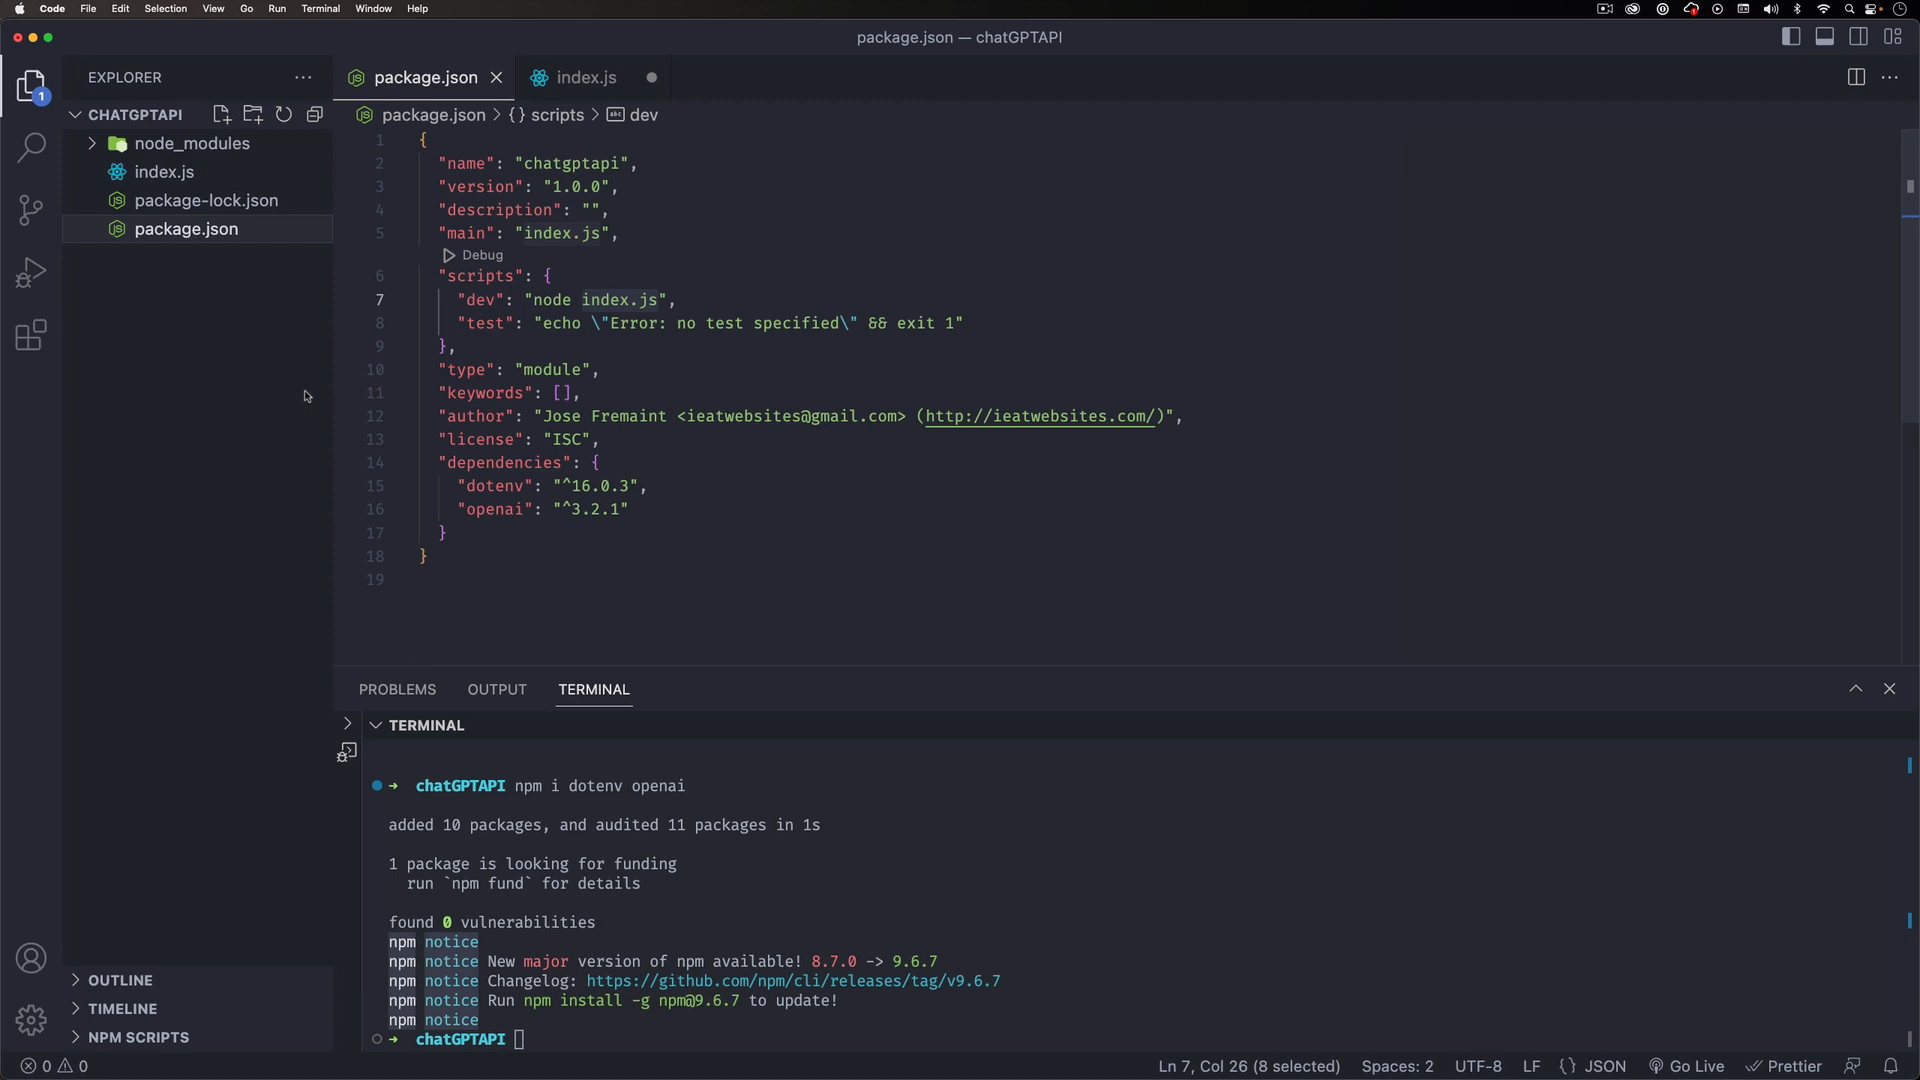 Code File Edit Selection View Go Run Terminal Window Help
package.json — chatGPTAPI
EXPLORER
package.json
index.js
CHATGPTAPI
package.json > {} scripts > abc dev
node_modules
index.js
package-lock.json
package.json
1 {
2 "name": "chatgptapi",
3 "version": "1.0.0",
4 "description": "",
5 "main": "index.js",
Debug
6 "scripts": {
7 "dev": "node index.js",
8 "test": "echo \"Error: no test specified\" && exit 1"
9 },
10 "type": "module",
11 "keywords": [],
12 "author": "Jose Fremaint <ieatwebsites@gmail.com> (http://ieatwebsites.com/)",
13 "license": "ISC",
14 "dependencies": {
15 "dotenv": "^16.0.3",
16 "openai": "^3.2.1"
17 }
18 }
19
PROBLEMS OUTPUT TERMINAL
TERMINAL
➜ chatGPTAPI npm i dotenv openai
added 10 packages, and audited 11 packages in 1s
1 package is looking for funding
run `npm fund` for details
found 0 vulnerabilities
npm notice
npm notice New major version of npm available! 8.7.0 -> 9.6.7
npm notice Changelog: https://github.com/npm/cli/releases/tag/v9.6.7
npm notice Run npm install -g npm@9.6.7 to update!
npm notice
➜ chatGPTAPI
OUTLINE
TIMELINE
NPM SCRIPTS
1
0 0
Ln 7, Col 26 (8 selected) Spaces: 2 UTF-8 LF {} JSON Go Live Prettier